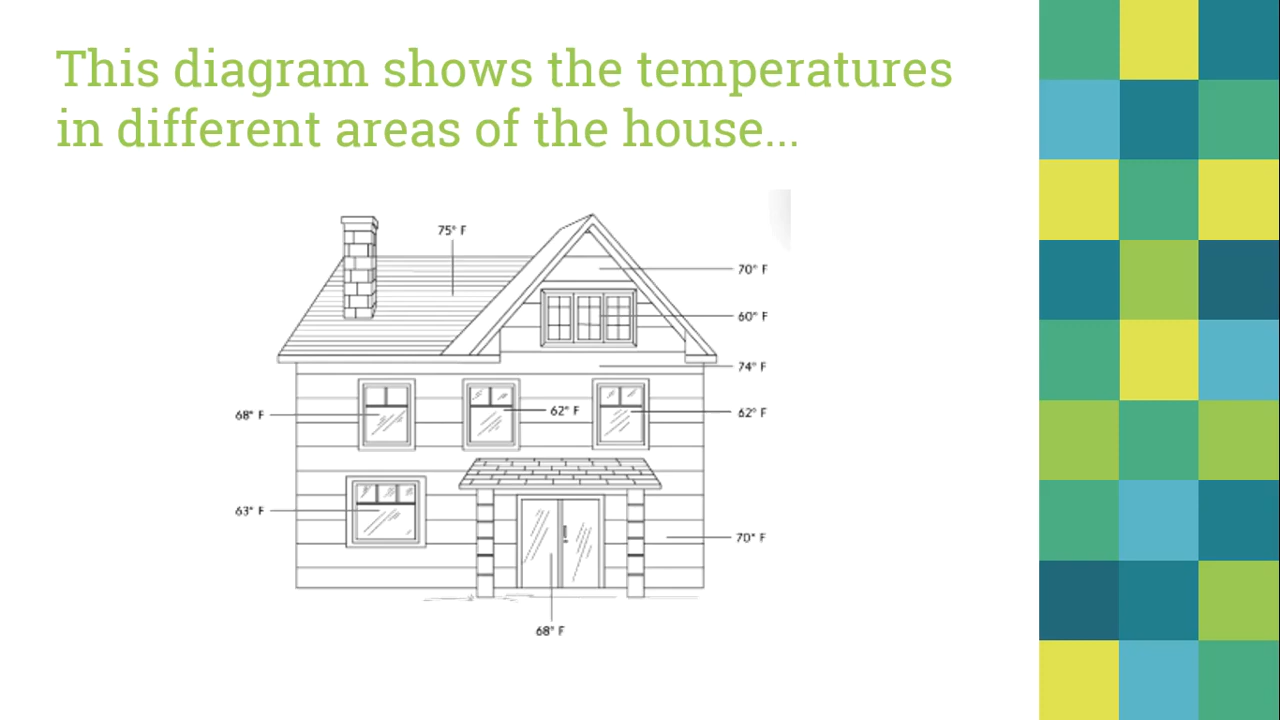 This diagram shows the temperatures
in different areas of the house...
75° F
70° F
60° F
74° F
68° F
62° F
62° F
63° F
70° F
68° F